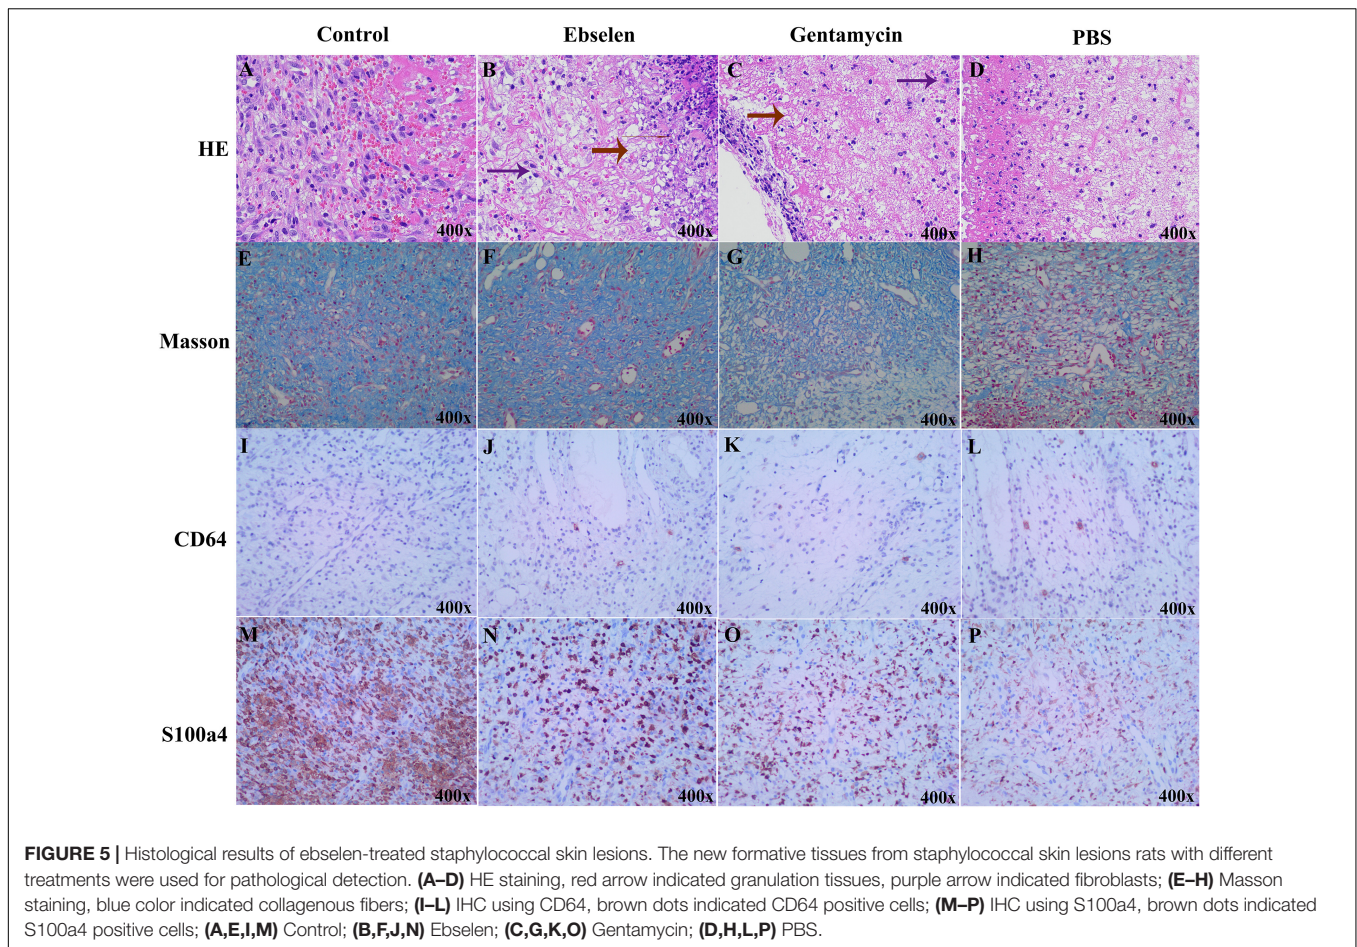 Control Ebselen Gentamycin PBS
HE A B C D
400x 400x 400x 400x
Masson E F G H
400x 400x 400x 400x
CD64 I J K L
400x 400x 400x 400x
S100a4 M N O P
400x 400x 400x 400x
FIGURE 5 | Histological results of ebselen-treated staphylococcal skin lesions. The new formative tissues from staphylococcal skin lesions rats with different
treatments were used for pathological detection. (A–D) HE staining, red arrow indicated granulation tissues, purple arrow indicated fibroblasts; (E–H) Masson
staining, blue color indicated collagenous fibers; (I–L) IHC using CD64, brown dots indicated CD64 positive cells; (M–P) IHC using S100a4, brown dots indicated
S100a4 positive cells; (A,E,I,M) Control; (B,F,J,N) Ebselen; (C,G,K,O) Gentamycin; (D,H,L,P) PBS.